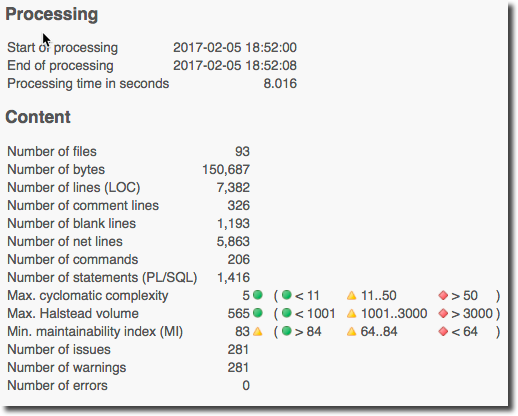 Processing
Start of processing 2017-02-05 18:52:00
End of processing 2017-02-05 18:52:08
Processing time in seconds 8.016
Content
Number of files 93
Number of bytes 150,687
Number of lines (LOC) 7,382
Number of comment lines 326
Number of blank lines 1,193
Number of net lines 5,863
Number of commands 206
Number of statements (PL/SQL) 1,416
Max. cyclomatic complexity 5 ( < 11 11..50 > 50 )
Max. Halstead volume 565 ( < 1001 1001..3000 > 3000 )
Min. maintainability index (MI) 83 ( > 84 64..84 < 64 )
Number of issues 281
Number of warnings 281
Number of errors 0